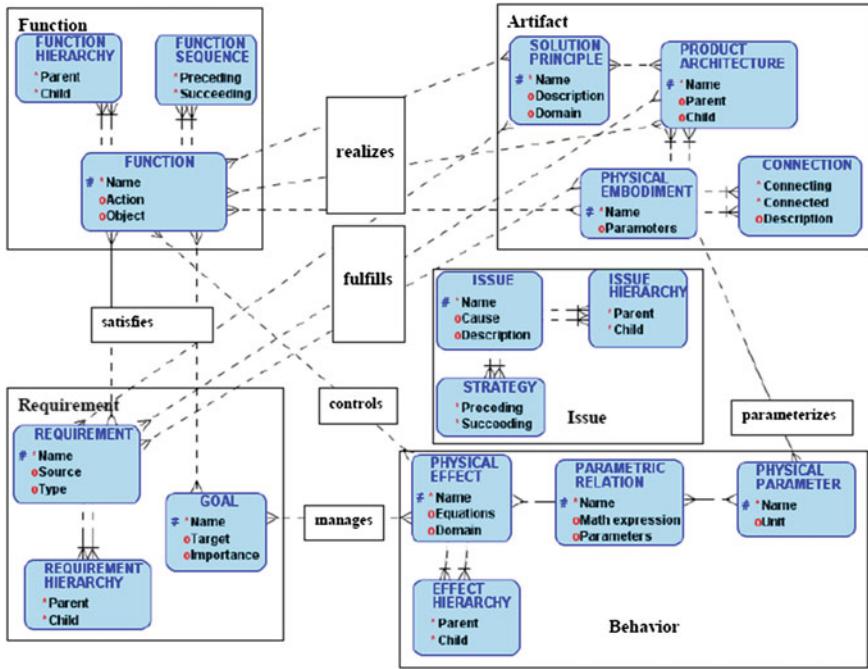 Function
FUNCTION
HIERARCHY
* Parent
* Child
FUNCTION
SEQUENCE
* Preceding
* Succeeding
FUNCTION
# * Name
o Action
o Object
realizes
fulfills
satisfies
controls
manages
parameterizes
Artifact
SOLUTION
PRINCIPLE
# * Name
o Description
o Domain
PRODUCT
ARCHITECTURE
# * Name
o Parent
o Child
PHYSICAL
EMBODIMENT
# * Name
o Paramoters
CONNECTION
* Connecting
* Connected
o Description
ISSUE
# * Name
o Cause
o Description
ISSUE
HIERARCHY
* Parent
* Child
STRATEGY
* Preceding
* Succooding
Issue
Requirement
REQUIREMENT
# * Name
o Source
o Type
GOAL
# * Name
o Target
o Importance
REQUIREMENT
HIERARCHY
* Parent
* Child
PHYSICAL
EFFECT
# * Name
o Equations
o Domain
PARAMETRIC
RELATION
# * Name
o Math expression
o Parameters
PHYSICAL
PARAMETER
# * Name
o Unit
EFFECT
HIERARCHY
* Parent
* Child
Behavior